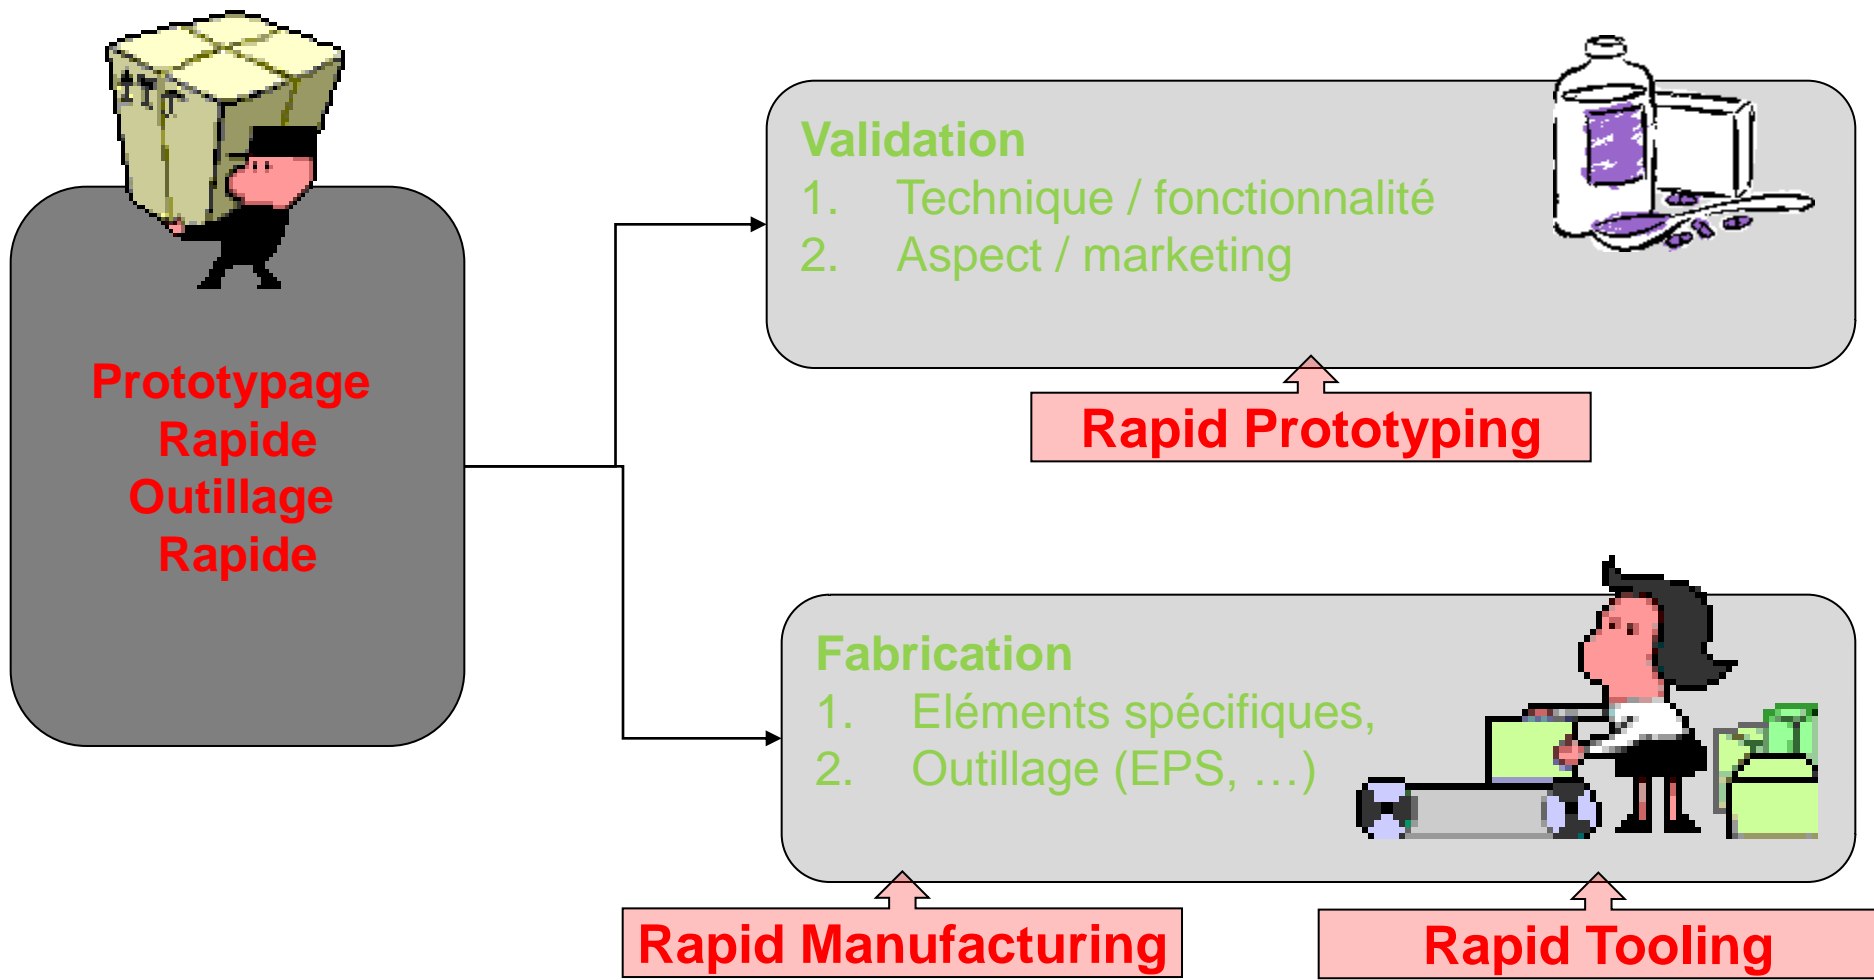 Prototypage
Rapide
Outillage
Rapide
Validation
1. Technique / fonctionnalité
2. Aspect / marketing
Rapid Prototyping
Fabrication
1. Eléments spécifiques,
2. Outillage (EPS, …)
Rapid Manufacturing
Rapid Tooling